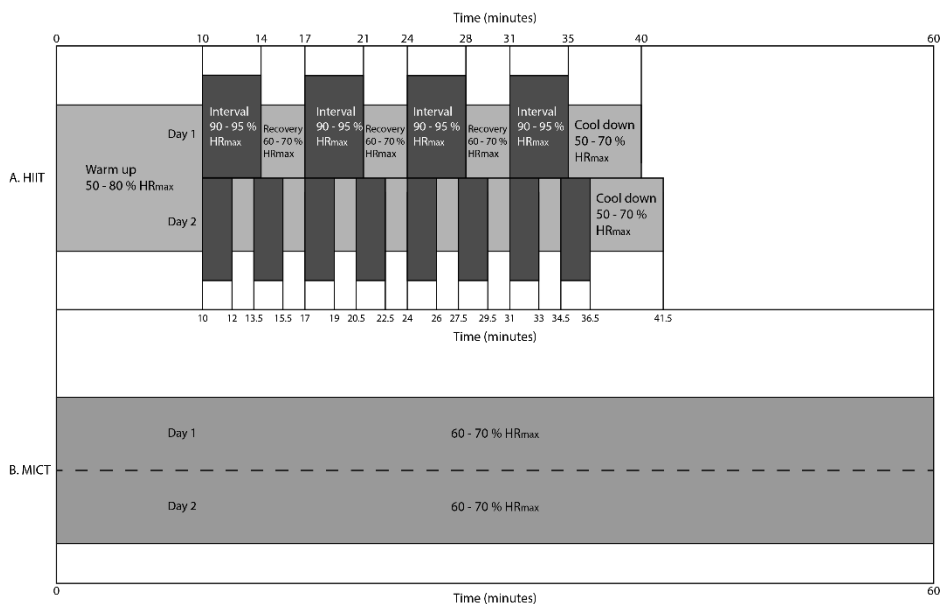 Time (minutes)
0 10 14 17 21 24 28 31 35 40 60
Interval
90 - 95 %
HRmax
Recovery
60 - 70 %
HRmax
Interval
90 - 95 %
HRmax
Recovery
60 - 70 %
HRmax
Interval
90 - 95 %
HRmax
Recovery
60 - 70 %
HRmax
Interval
90 - 95 %
HRmax
Cool down
50 - 70 %
HRmax
Day 1
A. HIIT
Warm up
50 - 80 % HRmax
Day 2
Cool down
50 - 70 %
HRmax
10 12 13.5 15.5 17 19 20.5 22.5 24 26 27.5 29.5 31 33 34.5 36.5 41.5
Time (minutes)
Day 1 60 - 70 % HRmax
B. MICT
Day 2 60 - 70 % HRmax
0 60
Time (minutes)